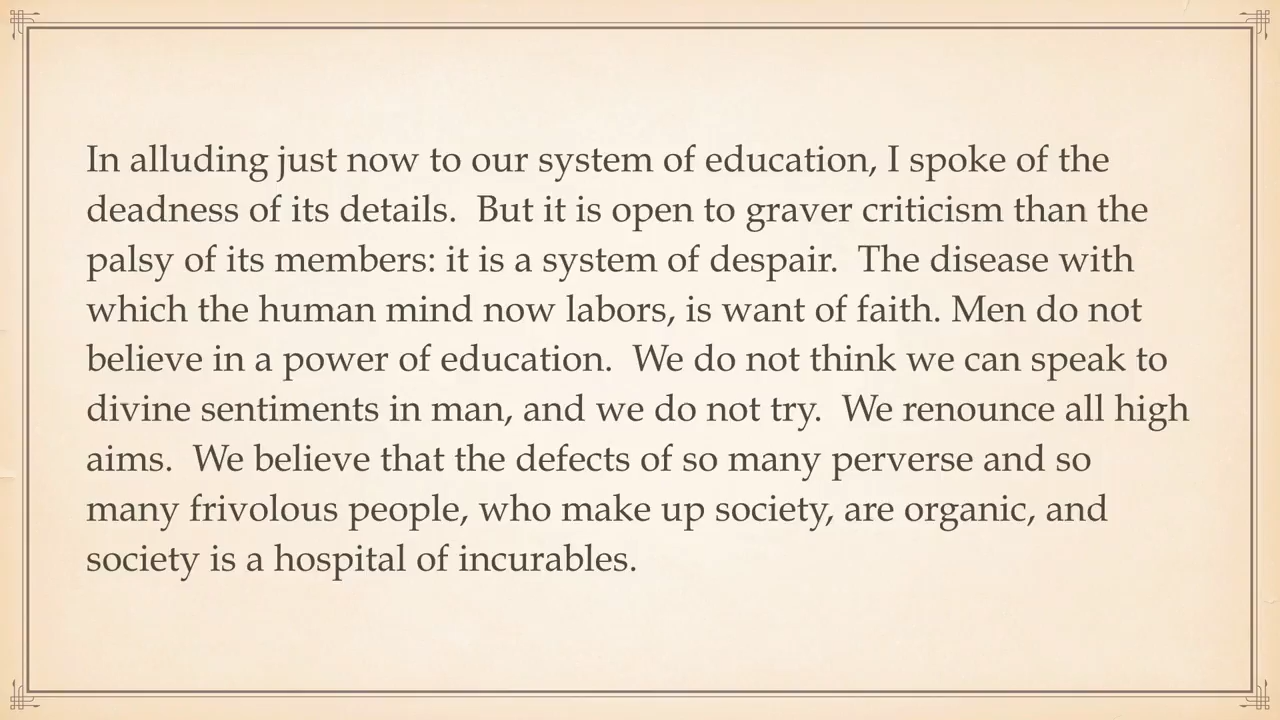 In alluding just now to our system of education, I spoke of the
deadness of its details.  But it is open to graver criticism than the
palsy of its members: it is a system of despair.  The disease with
which the human mind now labors, is want of faith. Men do not
believe in a power of education.  We do not think we can speak to
divine sentiments in man, and we do not try.  We renounce all high
aims.  We believe that the defects of so many perverse and so
many frivolous people, who make up society, are organic, and
society is a hospital of incurables.